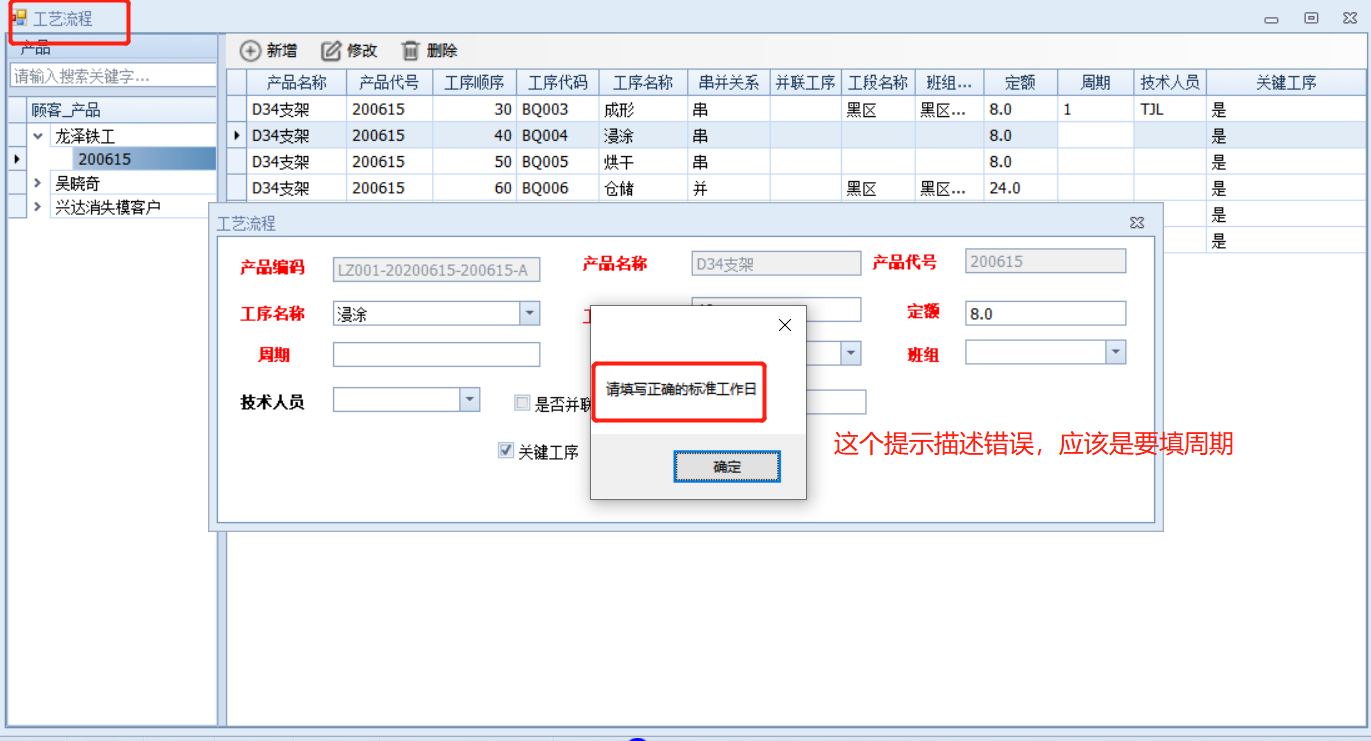 工艺流程
产品
新增 修改 删除
请输入搜索关键字...
产品名称 产品代号 工序顺序 工序代码 工序名称 串并关系 并联工序 工段名称 班组... 定额 周期 技术人员 关键工序
顾客_产品
D34支架 200615 30 BQ003 成形 串 黑区 黑区... 8.0 1 TJL 是
龙泽铁工
D34支架 200615 40 BQ004 浸涂 串 8.0 是
200615
D34支架 200615 50 BQ005 烘干 串 8.0 是
吴晓奇
D34支架 200615 60 BQ006 仓储 并 黑区 黑区... 24.0 是
兴达消失模客户
是
是
工艺流程
产品编码 LZ001-20200615-200615-A 产品名称 D34支架 产品代号 200615
工序名称 浸涂 定额 8.0
周期 班组
技术人员 是否并联
关键工序
请填写正确的标准工作日
确定
这个提示描述错误，应该是要填周期